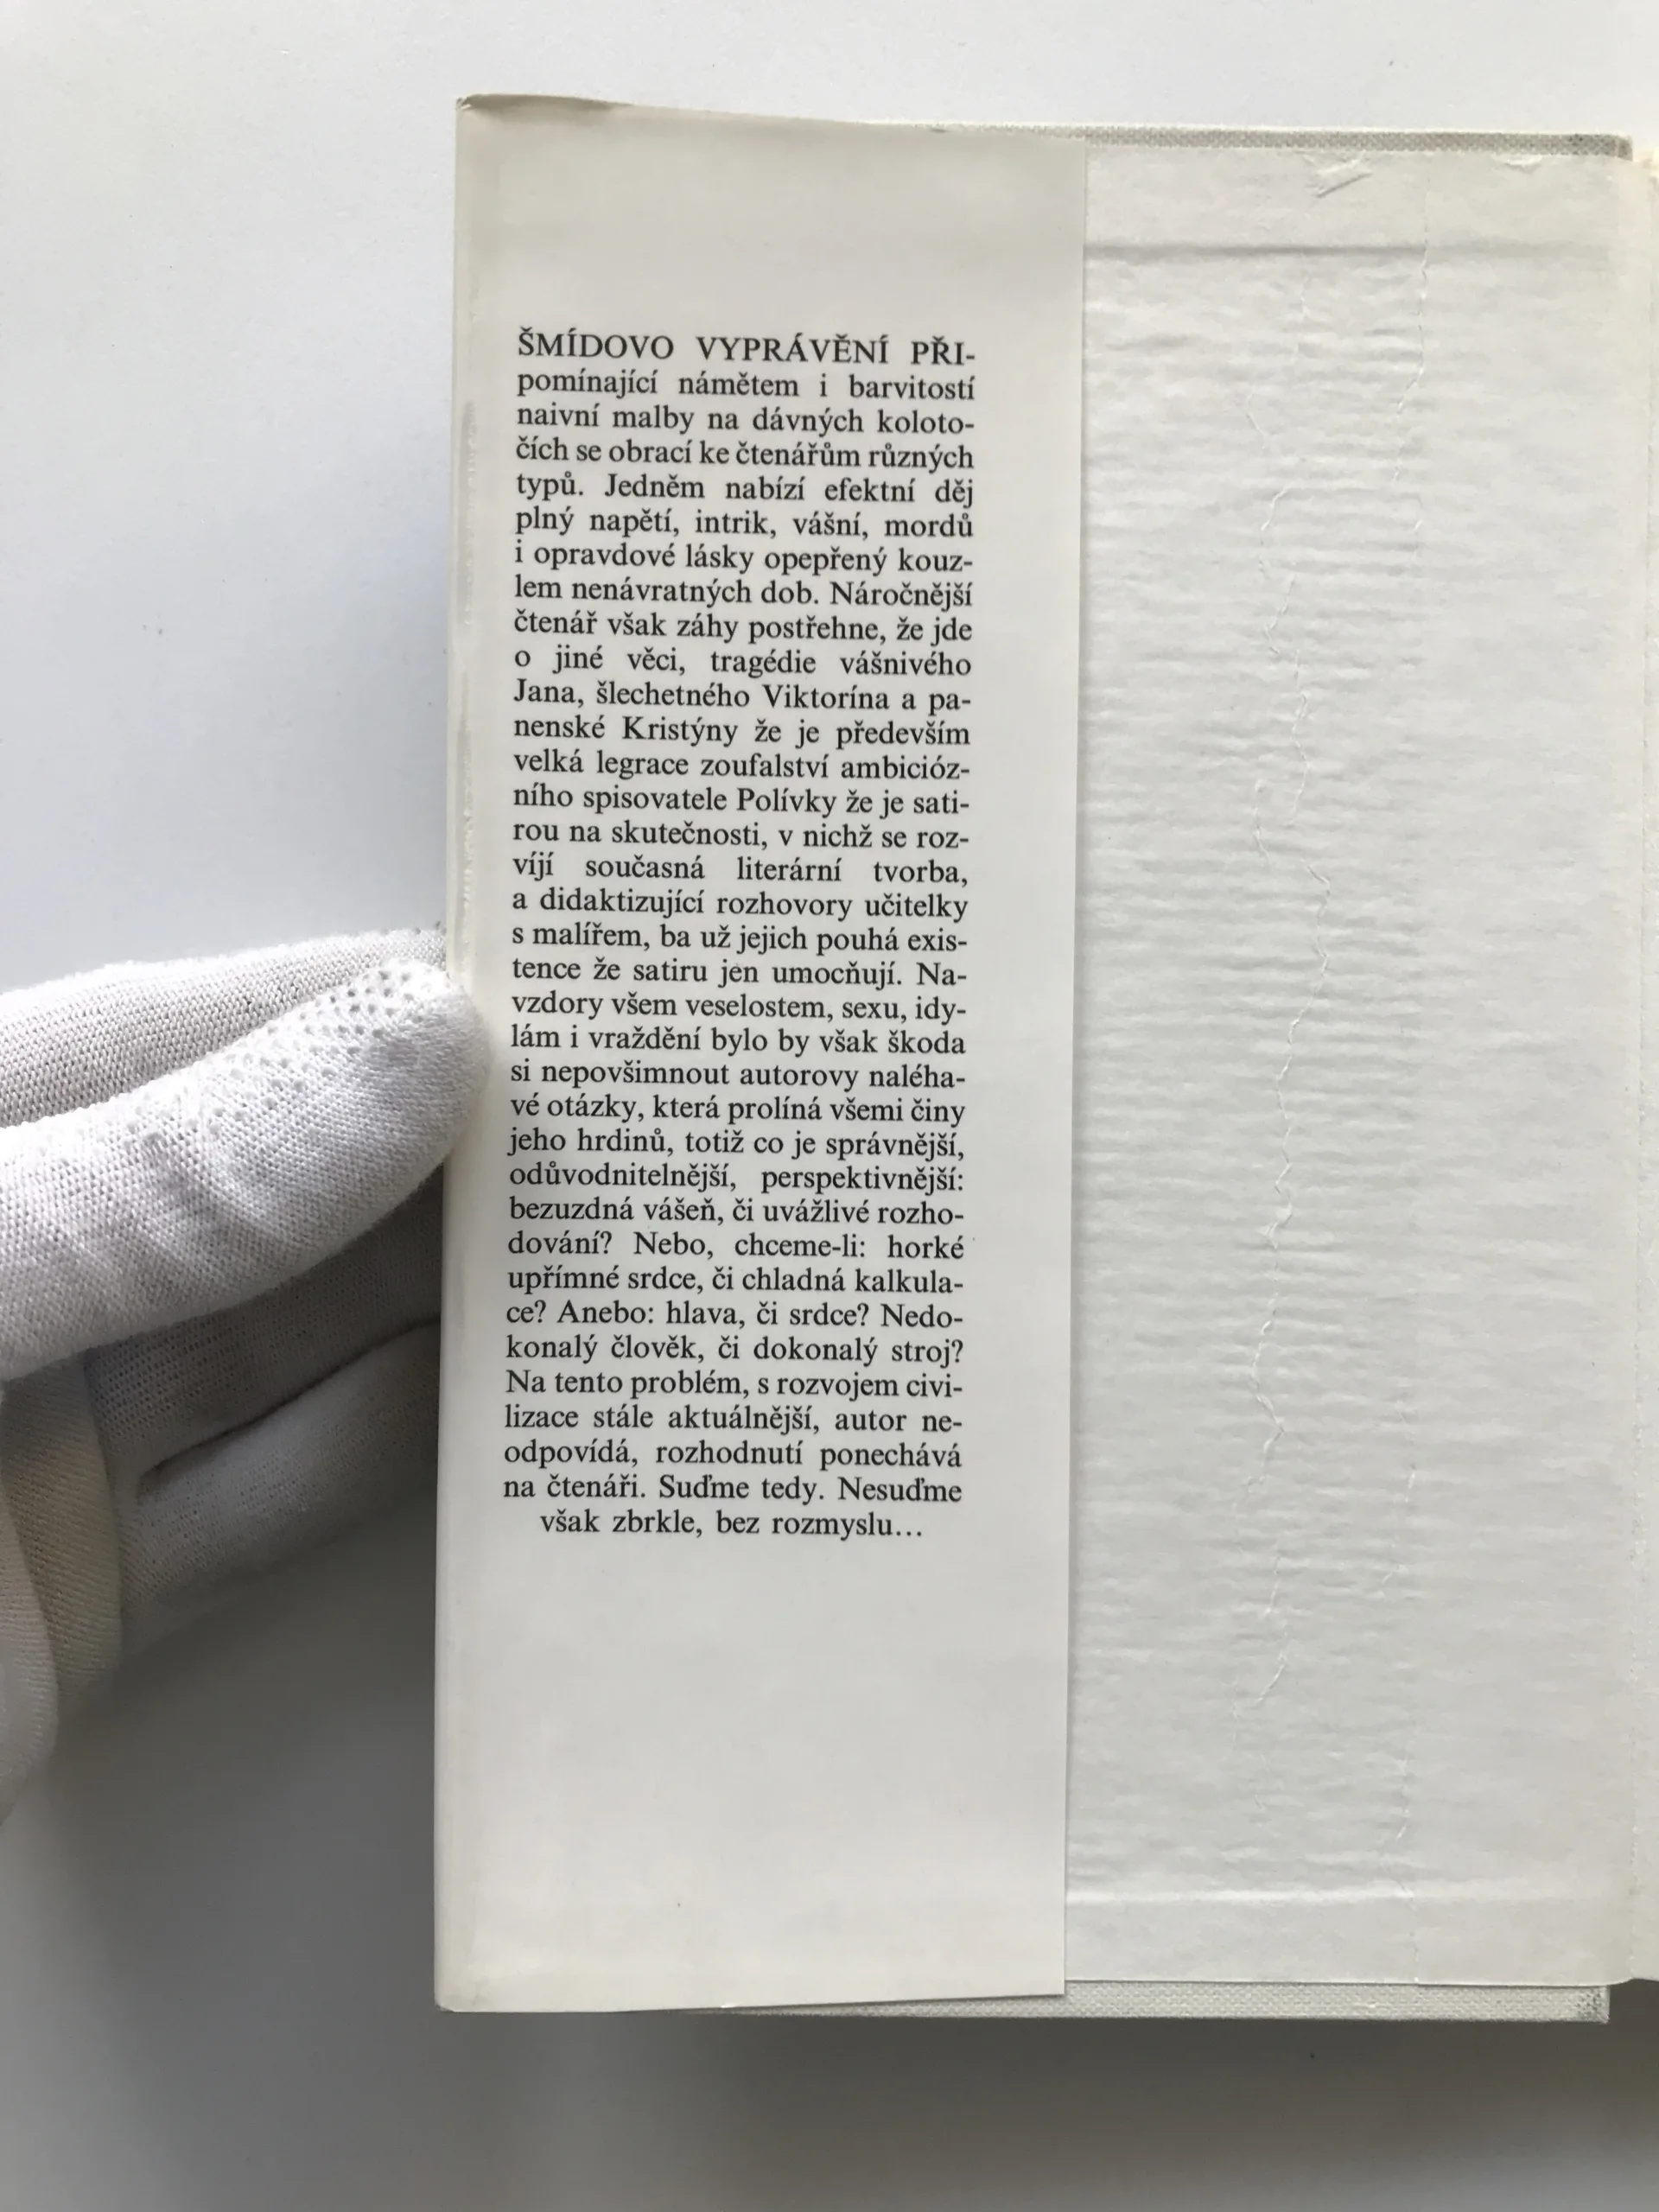 ŠMÍDOVO VYPRÁVĚNÍ PŘI-
pomínající námětem i barvitostí
naivní malby na dávných koloto-
čích se obrací ke čtenářům různých
typů. Jedněm nabízí efektní děj
plný napětí, intrik, vášní, mordů
i opravdové lásky opepřený kouz-
lem nenávratných dob. Náročnější
čtenář však záhy postřehne, že jde
o jiné věci, tragédie vášnivého
Jana, šlechetného Viktorína a pa-
nenské Kristýny že je především
velká legrace zoufalství ambicióz-
ního spisovatele Polívky že je sati-
rou na skutečnosti, v nichž se roz-
víjí současná literární tvorba,
a didaktizující rozhovory učitelky
s malířem, ba už jejich pouhá exis-
tence že satiru jen umocňují. Na-
vzdory všem veselostem, sexu, idy-
lám i vraždění bylo by však škoda
si nepovšimnout autorovy naléha-
vé otázky, která prolíná všemi činy
jeho hrdinů, totiž co je správnější,
odůvodnitelnější, perspektivnější:
bezuzdná vášeň, či uvážlivé rozho-
dování? Nebo, chceme-li: horké
upřímné srdce, či chladná kalkula-
ce? Anebo: hlava, či srdce? Nedo-
konalý člověk, či dokonalý stroj?
Na tento problém, s rozvojem civi-
lizace stále aktuálnější, autor ne-
odpovídá, rozhodnutí ponechává
na čtenáři. Suďme tedy. Nesuďme
však zbrkle, bez rozmyslu...